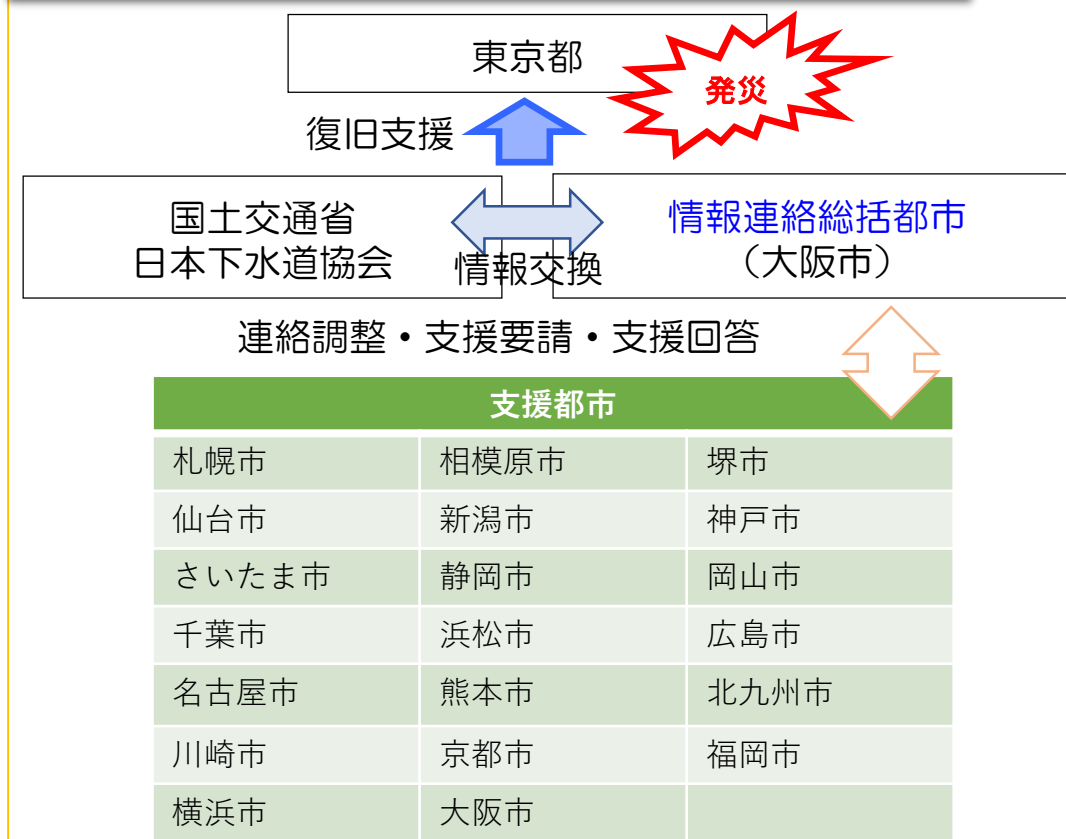 東京都
発災
復旧支援
国土交通省
日本下水道協会
情報交換
情報連絡総括都市
（大阪市）
連絡調整・支援要請・支援回答
支援都市
札幌市 相模原市 堺市
仙台市 新潟市 神戸市
さいたま市 静岡市 岡山市
千葉市 浜松市 広島市
名古屋市 熊本市 北九州市
川崎市 京都市 福岡市
横浜市 大阪市